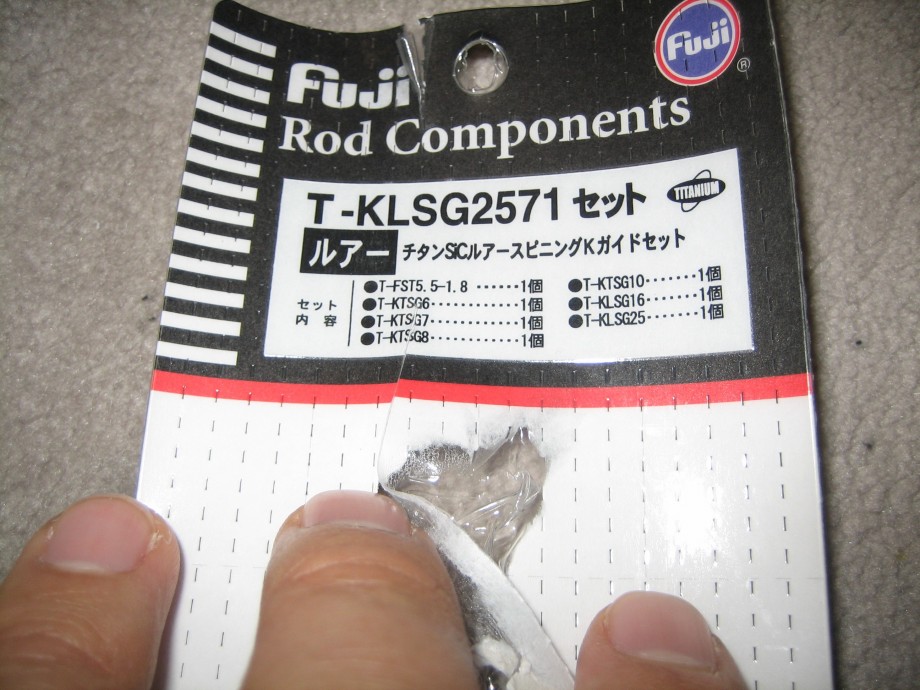 Fuji
Fuji
®
Rod Components
T-KLSG2571 セット
TITANIUM
ルアー チタンSiCルアースピニングKガイドセット
セット内容
●T-FST5.5-1.8 ……1個
●T-KTSG6…………1個
●T-KTSG7…………1個
●T-KTSG8…………1個
●T-KTSG10……1個
●T-KLSG16……1個
●T-KLSG25……1個